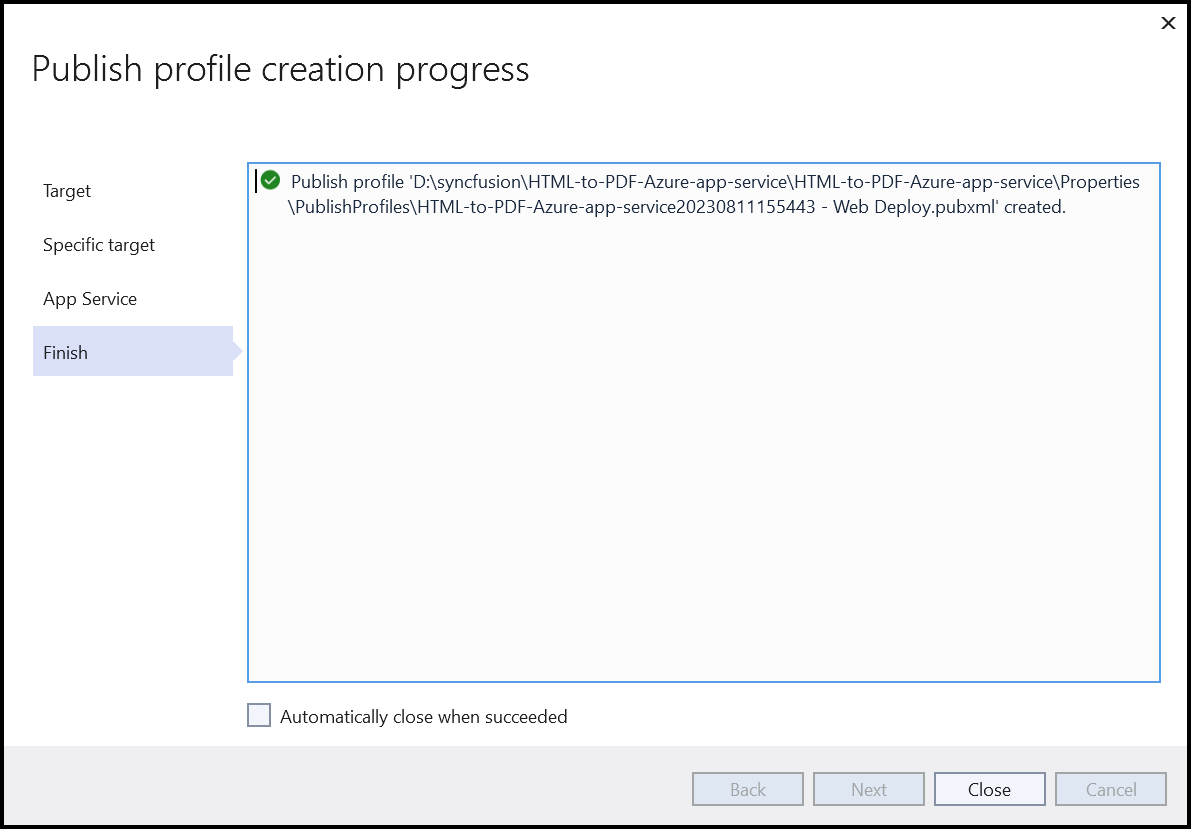 Publish profile creation progress
Target
Specific target
App Service
Finish
Publish profile 'D:\syncfusion\HTML-to-PDF-Azure-app-service\HTML-to-PDF-Azure-app-service\Properties
\PublishProfiles\HTML-to-PDF-Azure-app-service20230811155443 - Web Deploy.pubxml' created.
Automatically close when succeeded
Back
Next
Close
Cancel